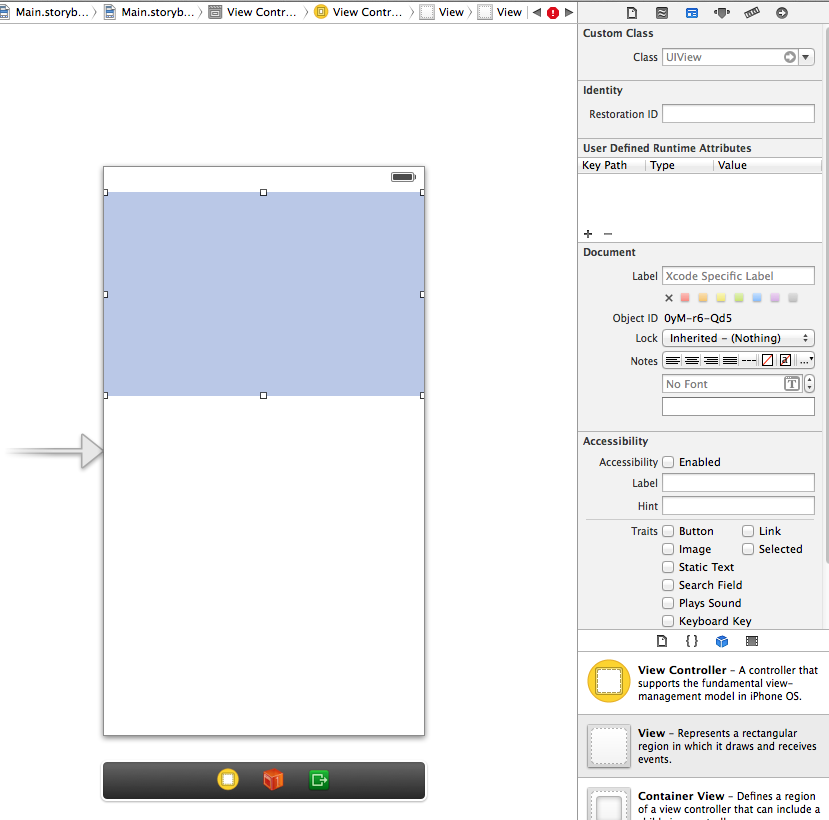 Main.storyb... Main.storyb... View Contr... View Contr... View View
Custom Class
Class UIView
Identity
Restoration ID
User Defined Runtime Attributes
Key Path Type Value
+ −
Document
Label Xcode Specific Label
Object ID 0yM-r6-Qd5
Lock Inherited - (Nothing)
Notes
No Font T
Accessibility
Accessibility Enabled
Label
Hint
Traits Button Link
Image Selected
Static Text
Search Field
Plays Sound
Keyboard Key
{ }
View Controller - A controller that
supports the fundamental view-
management model in iPhone OS.
View - Represents a rectangular
region in which it draws and receives
events.
Container View - Defines a region
of a view controller that can include a